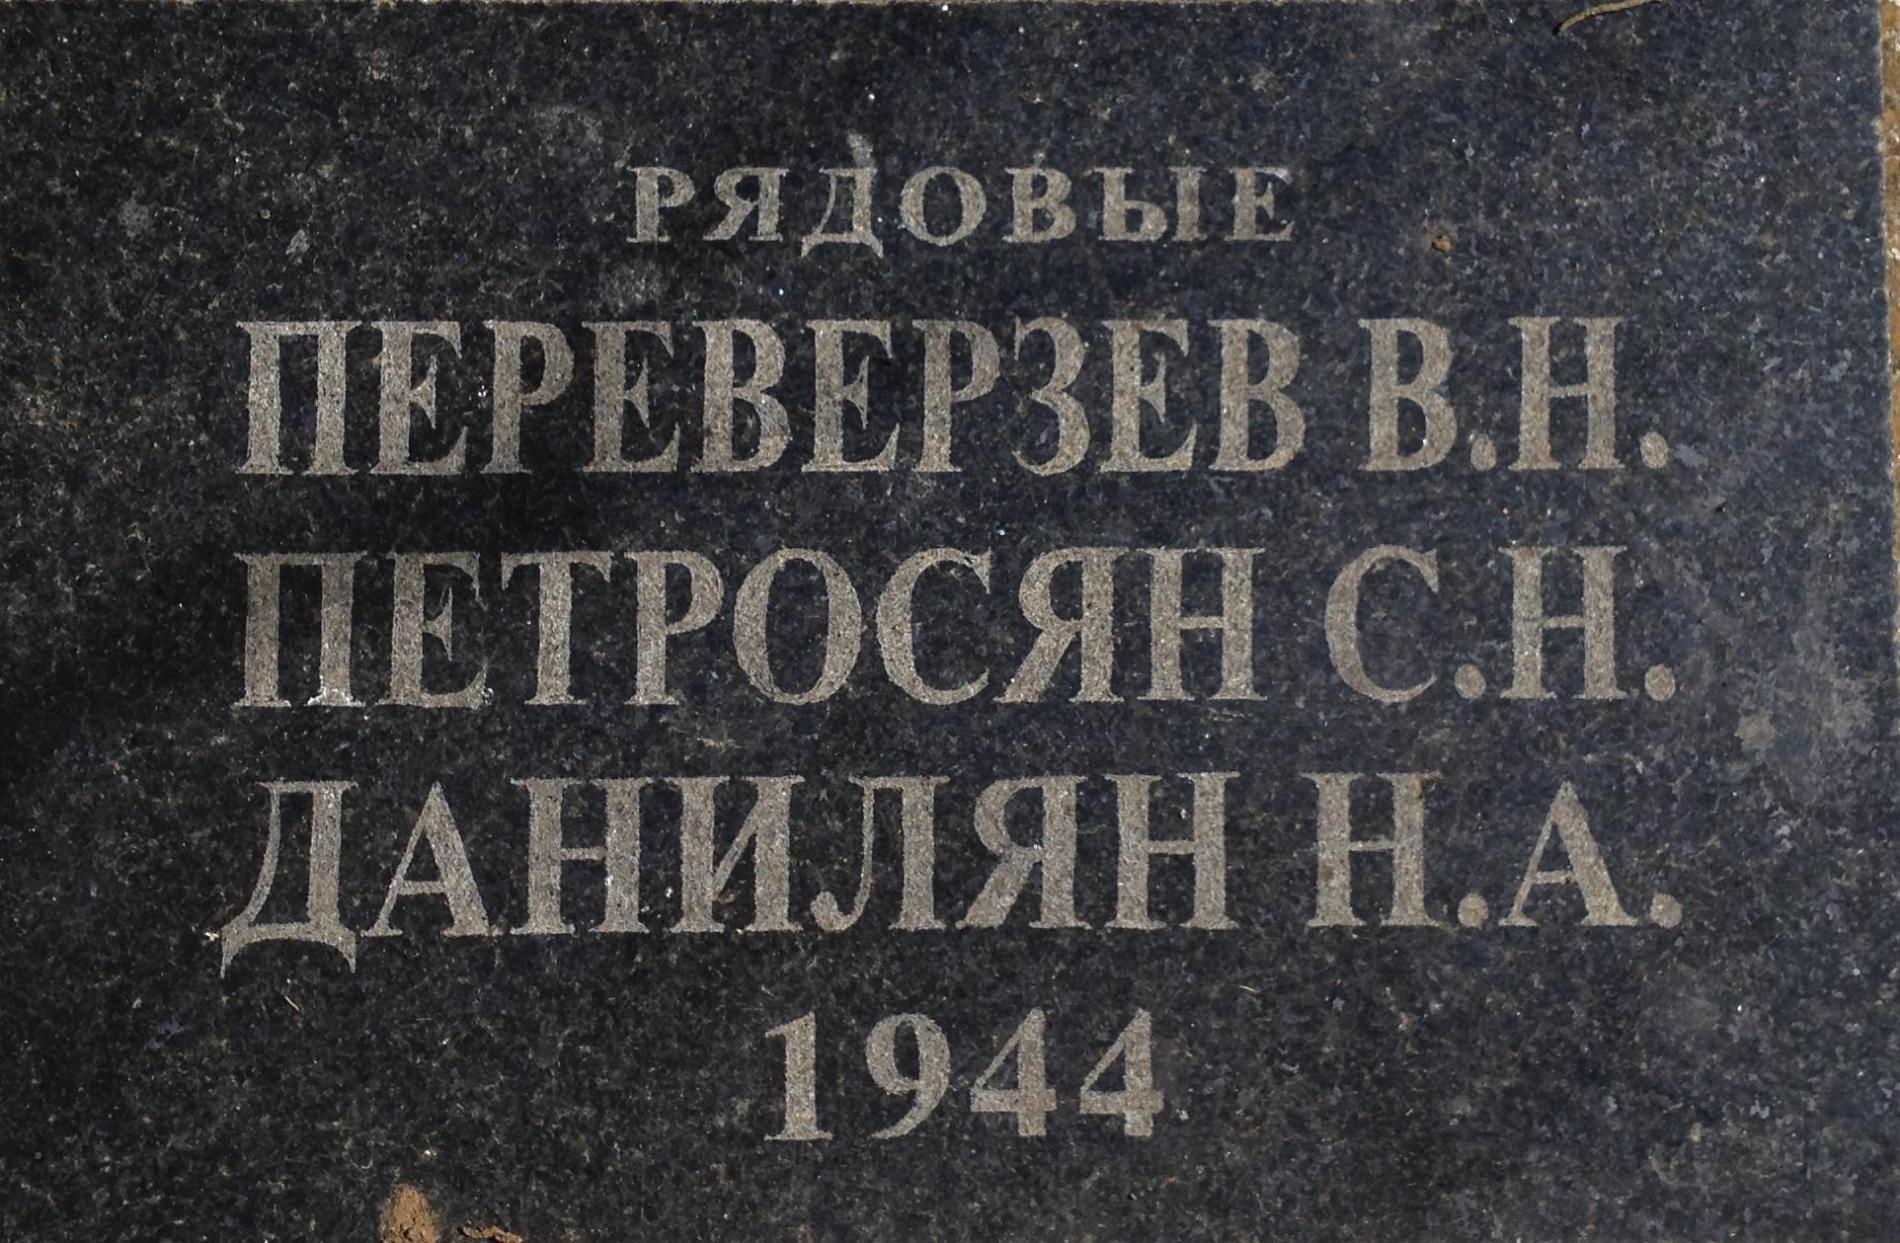 РЯДОВЫЕ
ПЕРЕВЕРЗЕВ В.Н.
ПЕТРОСЯН С.Н.
ДАНИЛЯН Н.А.
1944